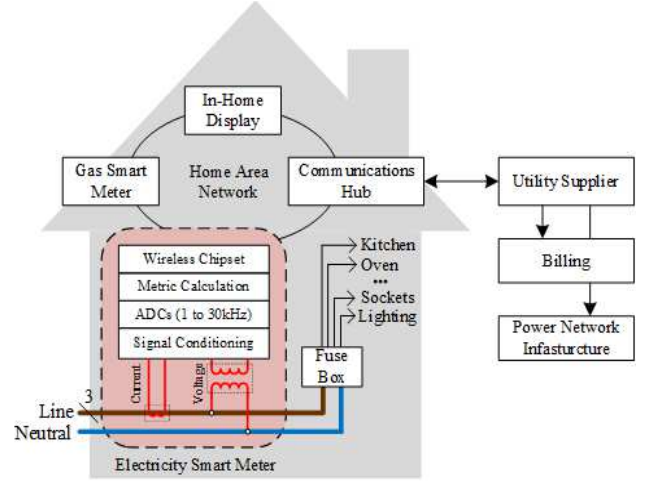 In-Home
Display
Gas Smart
Meter
Home Area
Network
Communications
Hub
Utility Supplier
Billing
Power Network
Infasturcture
Wireless Chipset
Metric Calculation
ADCs (1 to 30kHz)
Signal Conditioning
Kitchen
Oven
...
Sockets
Lighting
Fuse
Box
Current
Voltage
3
Line
Neutral
Electricity Smart Meter